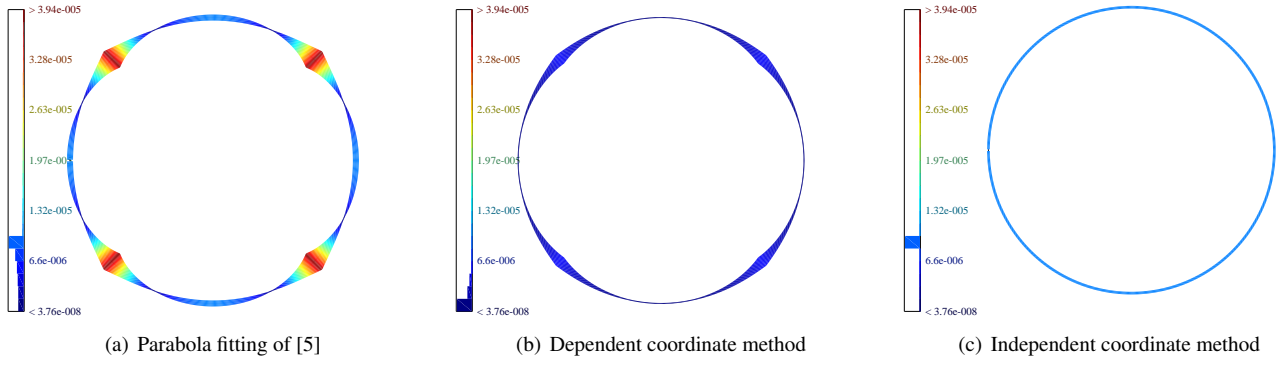 > 3.94e-005
3.28e-005
2.63e-005
1.97e-005
1.32e-005
6.6e-006
< 3.76e-008
(a) Parabola fitting of [5]
> 3.94e-005
3.28e-005
2.63e-005
1.97e-005
1.32e-005
6.6e-006
< 3.76e-008
(b) Dependent coordinate method
> 3.94e-005
3.28e-005
2.63e-005
1.97e-005
1.32e-005
6.6e-006
< 3.76e-008
(c) Independent coordinate method